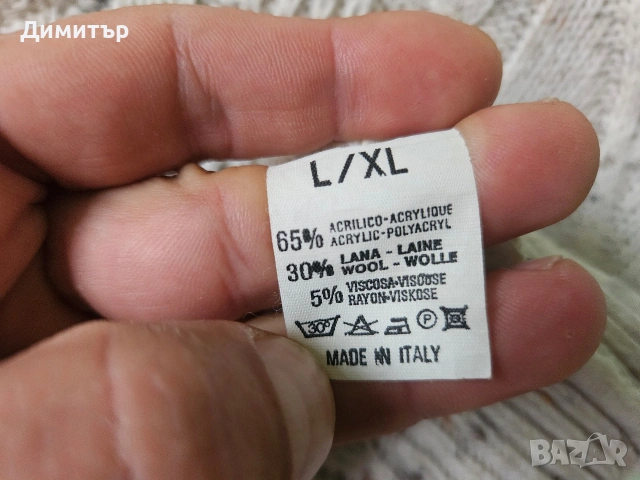 Димитър
L/XL
65% ACRILICO-ACRYLIQUE
ACRYLIC-POLYACRYL
30% LANA - LAINE
WOOL - WOLLE
5% VISCOSA-VISCOSE
RAYON-VISKOSE
30° P
MADE IN ITALY
BAZAR